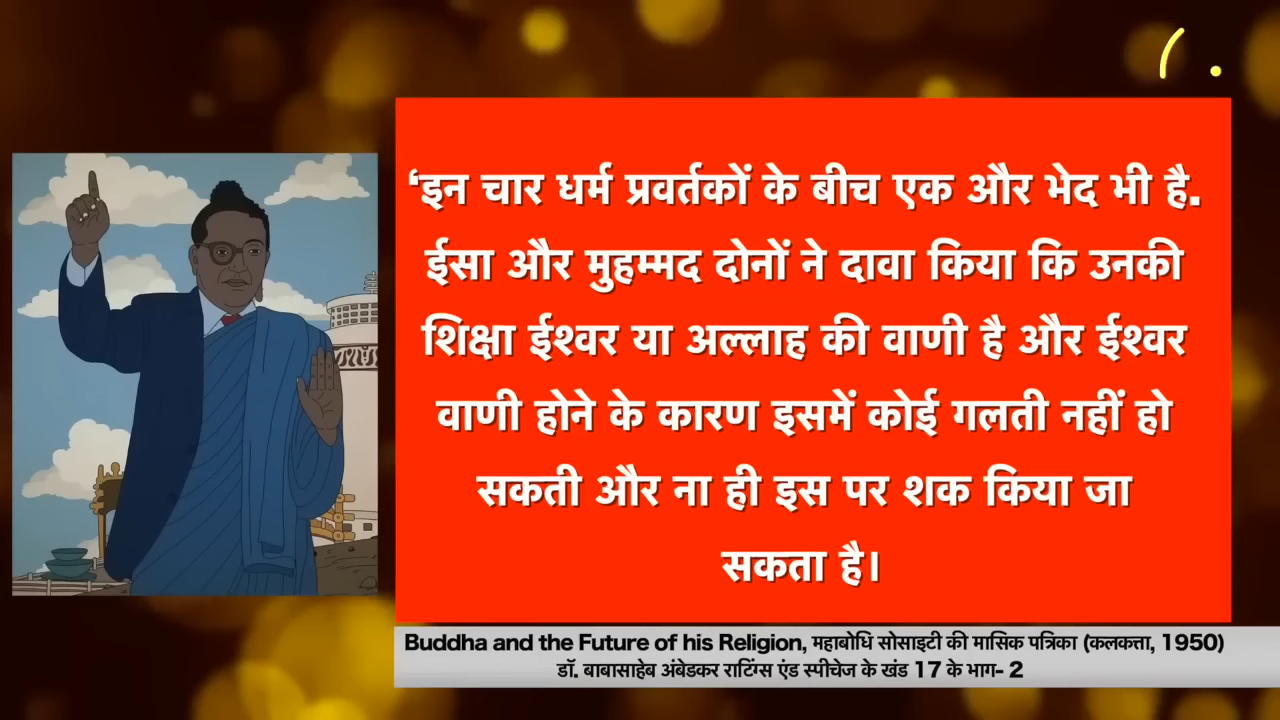 ‘इन चार धर्म प्रवर्तकों के बीच एक और भेद भी है.
ईसा और मुहम्मद दोनों ने दावा किया कि उनकी
शिक्षा ईश्वर या अल्लाह की वाणी है और ईश्वर
वाणी होने के कारण इसमें कोई गलती नहीं हो
सकती और ना ही इस पर शक किया जा
सकता है।
Buddha and the Future of his Religion, महाबोधि सोसाइटी की मासिक पत्रिका (कलकत्ता, 1950)
डॉ. बाबासाहेब अंबेडकर राटिंग्स एंड स्पीचेज के खंड 17 के भाग- 2